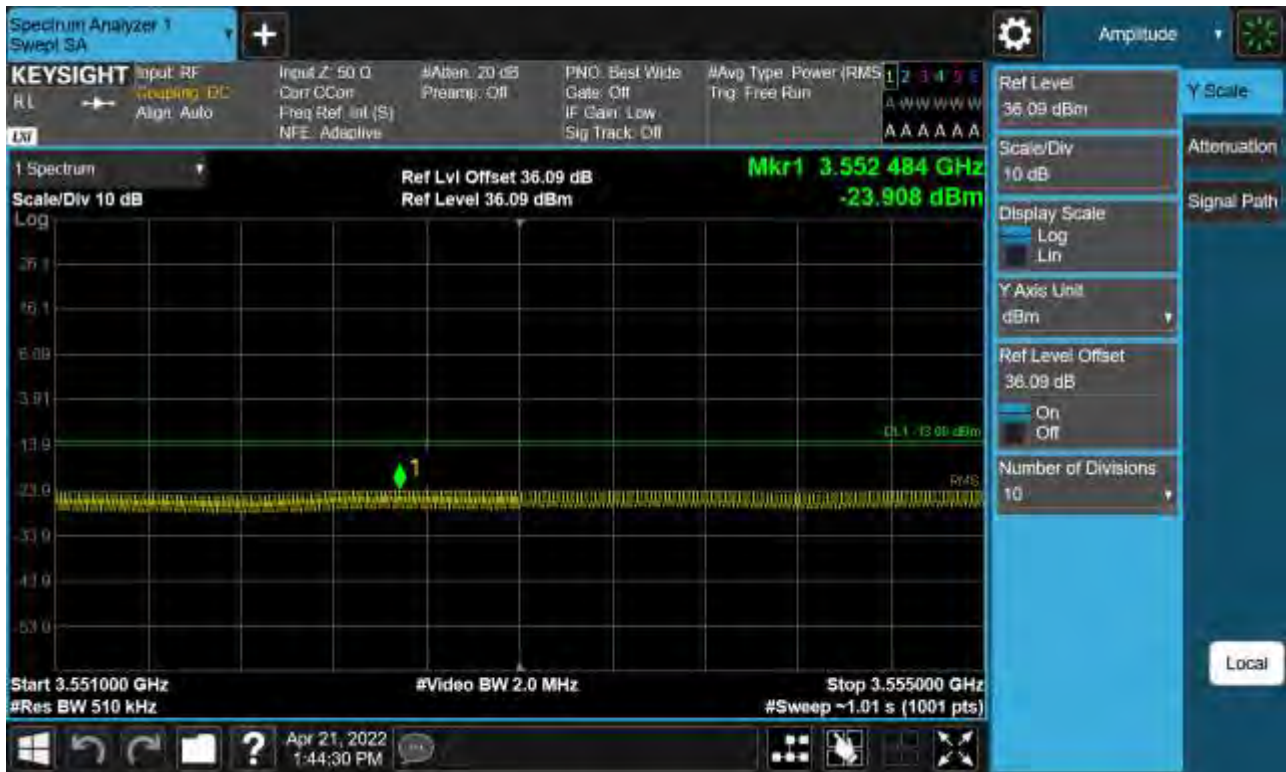 Spectrum Analyzer 1
Swept SA
Amplitude
KEYSIGHT
Input: RF
Coupling: DC
Align: Auto
Input Z: 50 Ω
Corr CCorr
Freq Ref: Int (S)
NFE: Adaptive
#Atten: 20 dB
Preamp: Off
PNO: Best Wide
Gate: Off
IF Gain: Low
Sig Track: Off
#Avg Type: Power (RMS
Trig: Free Run
1 2 3 4 5 6
A W W W W W
A A A A A A
R L
LXI
1 Spectrum
Scale/Div 10 dB
Log
Ref Lvl Offset 36.09 dB
Ref Level 36.09 dBm
Mkr1 3.552 484 GHz
-23.908 dBm
26.1
16.1
6.09
-3.91
-13.9
-23.9
-33.9
-43.9
-53.9
DL1 -13.00 dBm
1
RMS
Start 3.551000 GHz
#Res BW 510 kHz
#Video BW 2.0 MHz
Stop 3.555000 GHz
#Sweep ~1.01 s (1001 pts)
Ref Level
36.09 dBm
Scale/Div
10 dB
Display Scale
Log
Lin
Y Axis Unit
dBm
Ref Level Offset
36.09 dB
On
Off
Number of Divisions
10
Y Scale
Attenuation
Signal Path
Local
?
Apr 21, 2022
1:44:30 PM